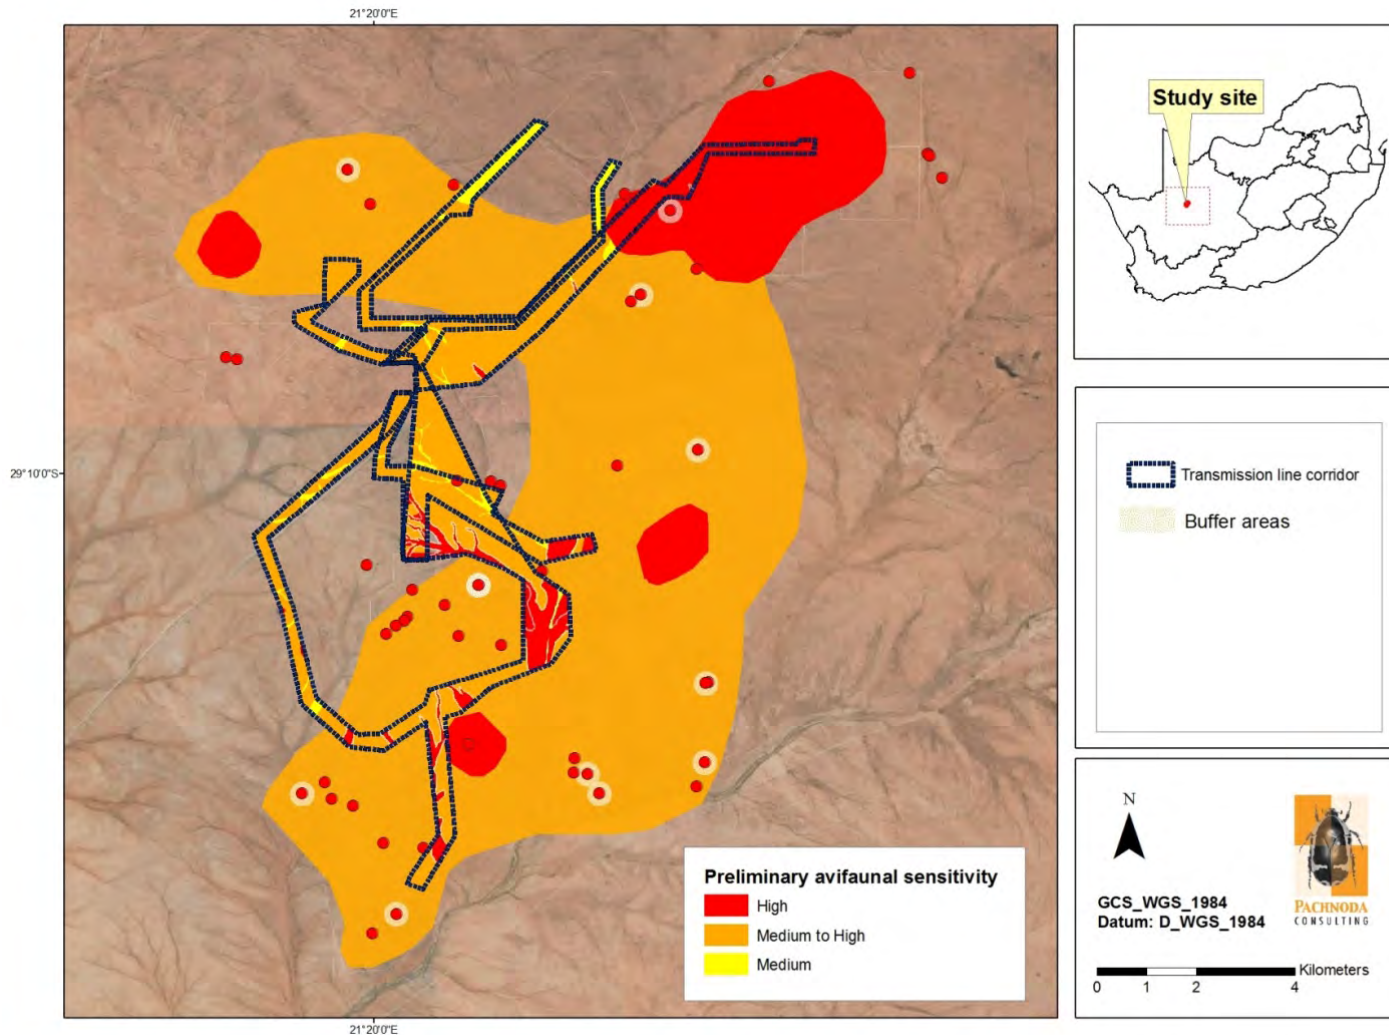 21°20'0"E
Study site
29°10'0"S
Transmission line corridor
Buffer areas
Preliminary avifaunal sensitivity
High
Medium to High
Medium
N
GCS_WGS_1984
Datum: D_WGS_1984
PACHNODA
CONSULTING
Kilometers
0 1 2 4
21°20'0"E